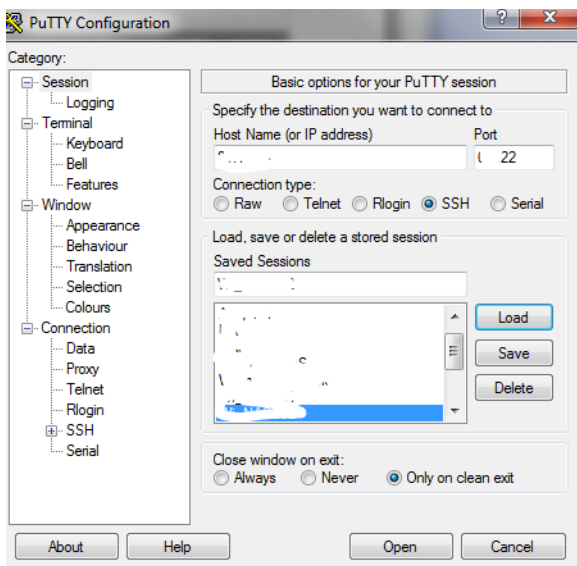 PuTTY Configuration
Category:
Session
Logging
Terminal
Keyboard
Bell
Features
Window
Appearance
Behaviour
Translation
Selection
Colours
Connection
Data
Proxy
Telnet
Rlogin
SSH
Serial
Basic options for your PuTTY session
Specify the destination you want to connect to
Host Name (or IP address) Port
22
Connection type:
Raw Telnet Rlogin SSH Serial
Load, save or delete a stored session
Saved Sessions
Load
Save
Delete
Close window on exit:
Always Never Only on clean exit
About Help Open Cancel